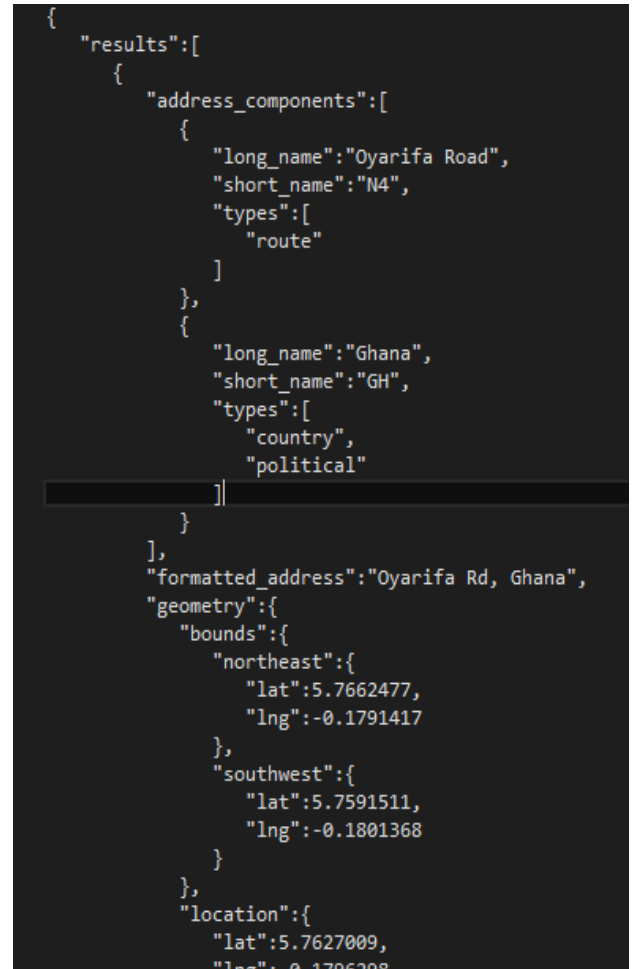 {
"results":[
{
"address_components":[
{
"long_name":"Oyarifa Road",
"short_name":"N4",
"types":[
"route"
]
},
{
"long_name":"Ghana",
"short_name":"GH",
"types":[
"country",
"political"
]
}
],
"formatted_address":"Oyarifa Rd, Ghana",
"geometry":{
"bounds":{
"northeast":{
"lat":5.7662477,
"lng":-0.1791417
},
"southwest":{
"lat":5.7591511,
"lng":-0.1801368
}
},
"location":{
"lat":5.7627009,